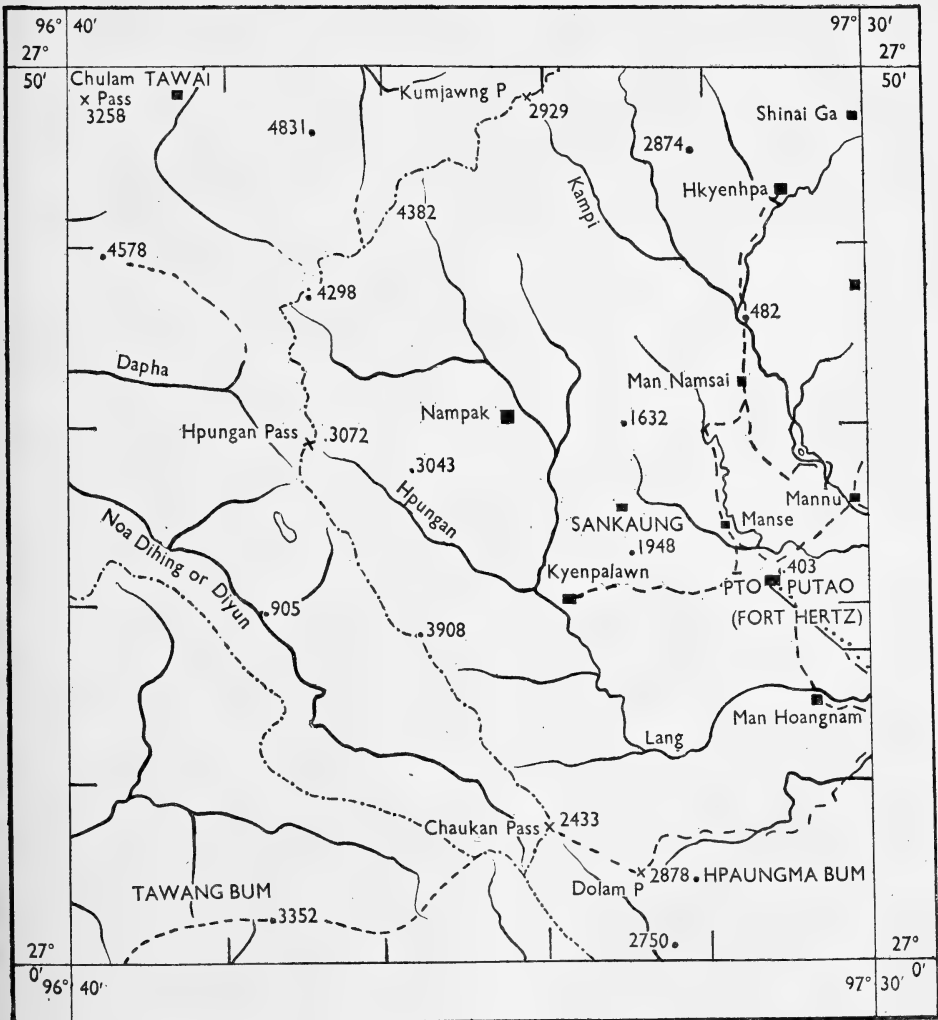 96° 40'
97° 30'
27°
50'
27°
50'
Chulam TAWAI
x Pass
3258
Kumjawng P
2929
4831
Shinai Ga
2874
Hkyenhpa
Kampi
4382
4578
4298
482
Dapha
Man Namsai
Nampak
1632
Hpungan Pass
3072
3043
Hpungan
Mannu
SANKAUNG
Manse
Noa Dihing or Diyun
1948
403
Kyenpalawn
PTO PUTAO
(FORT HERTZ)
905
3908
Man Hoangnam
Lang
Chaukan Pass
2433
Dolam P
2878
HPAUNGMA BUM
TAWANG BUM
3352
2750
27°
0'
27°
0'
96° 40'
97° 30'